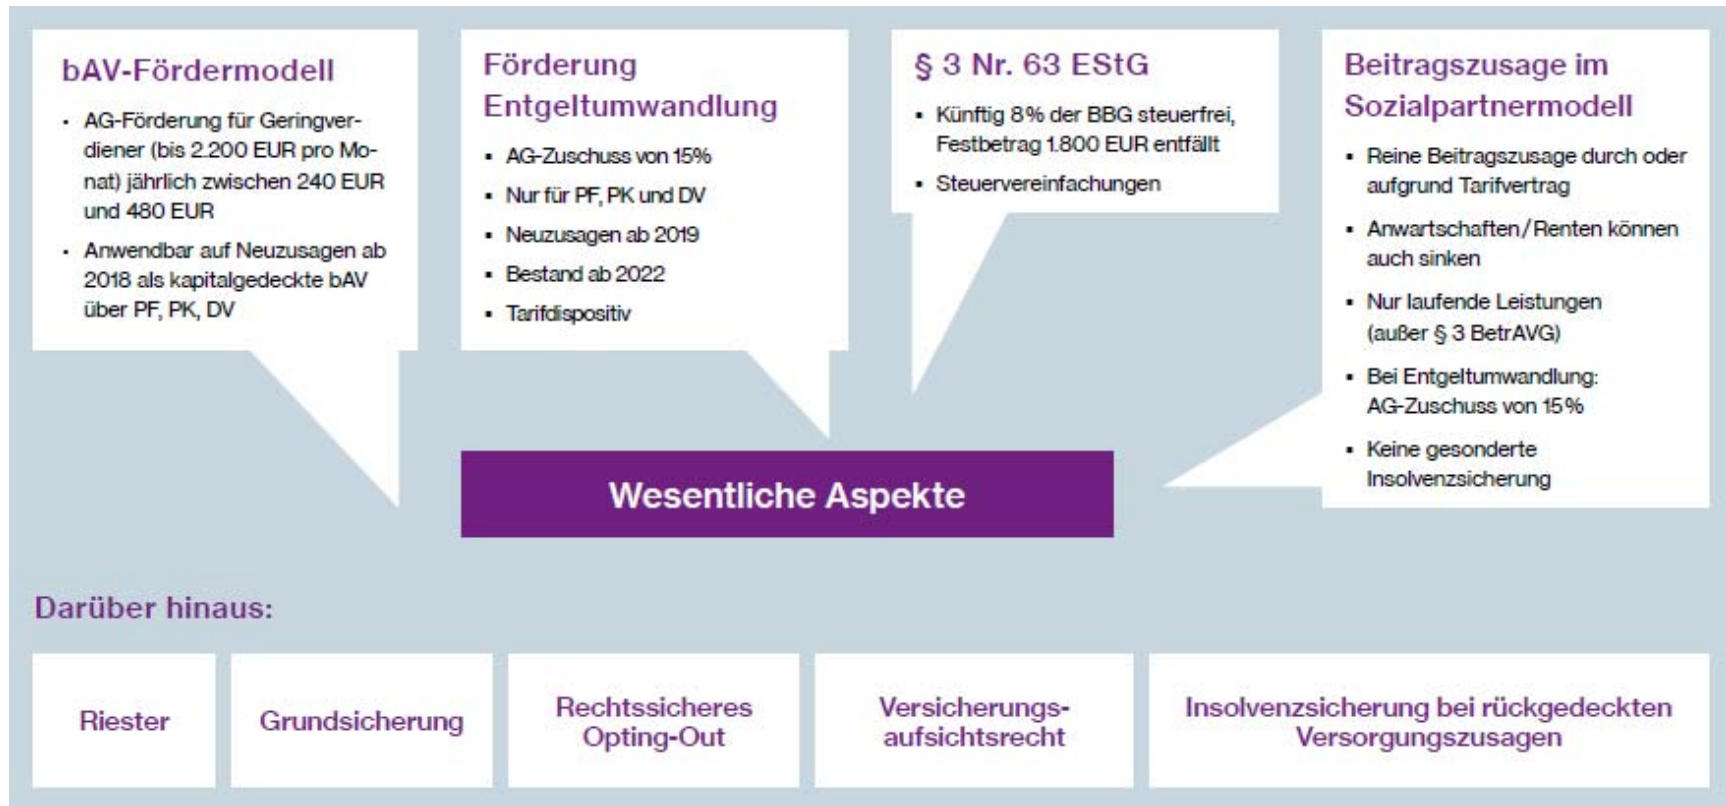 bAV-Fördermodell
• AG-Förderung für Geringver-
diener (bis 2.200 EUR pro Mo-
nat) jährlich zwischen 240 EUR
und 480 EUR
• Anwendbar auf Neuzusagen ab
2018 als kapitalgedeckte bAV
über PF, PK, DV
Förderung
Entgeltumwandlung
▪ AG-Zuschuss von 15%
▪ Nur für PF, PK und DV
▪ Neuzusagen ab 2019
▪ Bestand ab 2022
▪ Tarifdispositiv
§ 3 Nr. 63 EStG
▪ Künftig 8% der BBG steuerfrei,
Festbetrag 1.800 EUR entfällt
▪ Steuervereinfachungen
Beitragszusage im
Sozialpartnermodell
▪ Reine Beitragszusage durch oder
aufgrund Tarifvertrag
▪ Anwartschaften/Renten können
auch sinken
▪ Nur laufende Leistungen
(außer § 3 BetrAVG)
▪ Bei Entgeltumwandlung:
AG-Zuschuss von 15%
▪ Keine gesonderte
Insolvenzsicherung
Wesentliche Aspekte
Darüber hinaus:
Riester
Grundsicherung
Rechtssicheres
Opting-Out
Versicherungs-
aufsichtsrecht
Insolvenzsicherung bei rückgedeckten
Versorgungszusagen